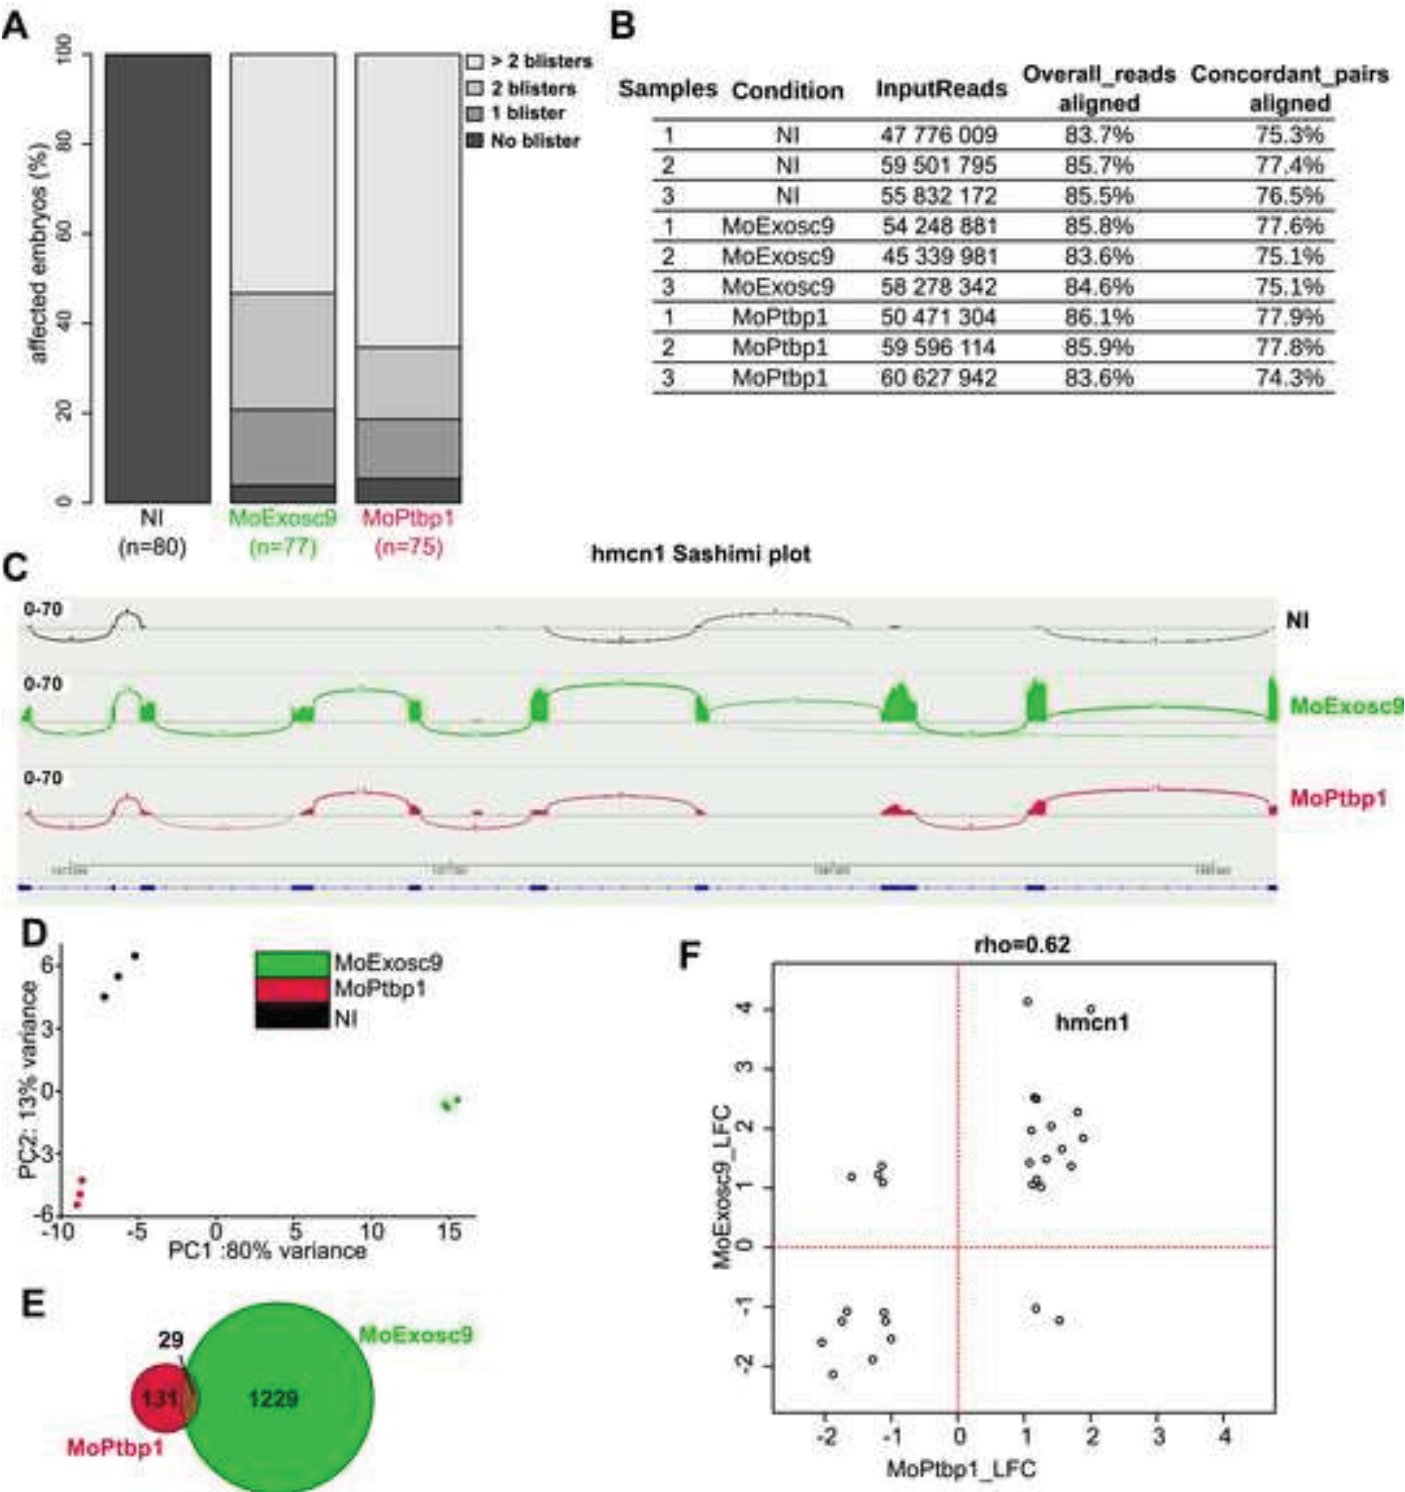 A
100
80
60
40
20
0
affected embryos (%)
> 2 blisters
2 blisters
1 blister
No blister
NI
(n=80)
MoExosc9
(n=77)
MoPtbp1
(n=75)
B
Samples Condition InputReads Overall_reads aligned Concordant_pairs aligned
1 NI 47 776 009 83.7% 75.3%
2 NI 59 501 795 85.7% 77.4%
3 NI 55 832 172 85.5% 76.5%
1 MoExosc9 54 248 881 85.8% 77.6%
2 MoExosc9 45 339 981 83.6% 75.1%
3 MoExosc9 58 278 342 84.6% 75.1%
1 MoPtbp1 50 471 304 86.1% 77.9%
2 MoPtbp1 59 596 114 85.9% 77.8%
3 MoPtbp1 60 627 942 83.6% 74.3%
C
hmcn1 Sashimi plot
0-70
NI
0-70
MoExosc9
0-70
MoPtbp1
D
MoExosc9
MoPtbp1
NI
6
3
0
-3
-6
PC2: 13% variance
-10 -5 0 5 10 15
PC1 :80% variance
E
29
MoExosc9
131
1229
MoPtbp1
F
rho=0.62
hmcn1
4
3
2
1
0
-1
-2
MoExosc9_LFC
-2 -1 0 1 2 3 4
MoPtbp1_LFC